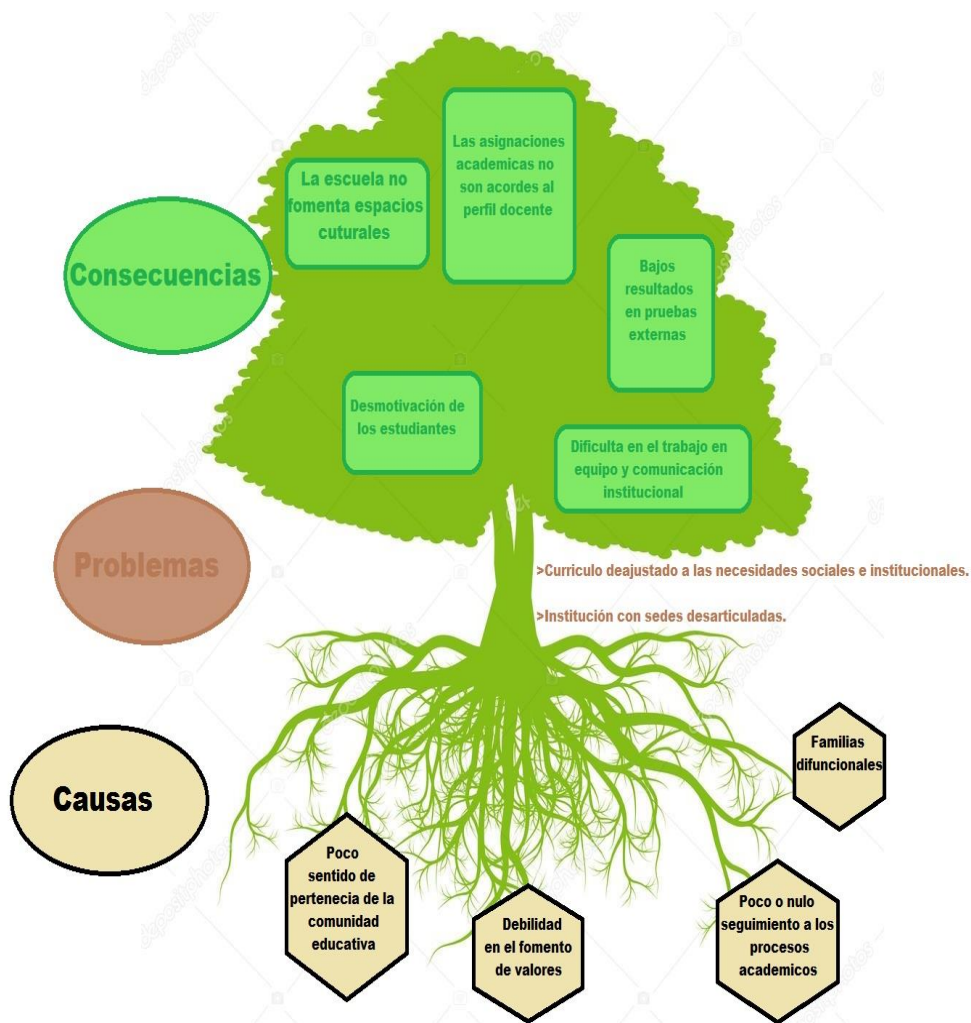 Las asignaciones
academicas no
son acordes al
perfil docente
La escuela no
fomenta espacios
cuturales
Consecuencias
Bajos
resultados
en pruebas
externas
Desmotivación de
los estudiantes
Dificulta en el trabajo en
equipo y comunicación
institucional
Problemas
>Curriculo deajustado a las necesidades sociales e institucionales.
>Institución con sedes desarticuladas.
Causas
Familias
difuncionales
Poco
sentido de
pertenecia de la
comunidad
educativa
Debilidad
en el fomento
de valores
Poco o nulo
seguimiento a los
procesos
academicos
depositphotos